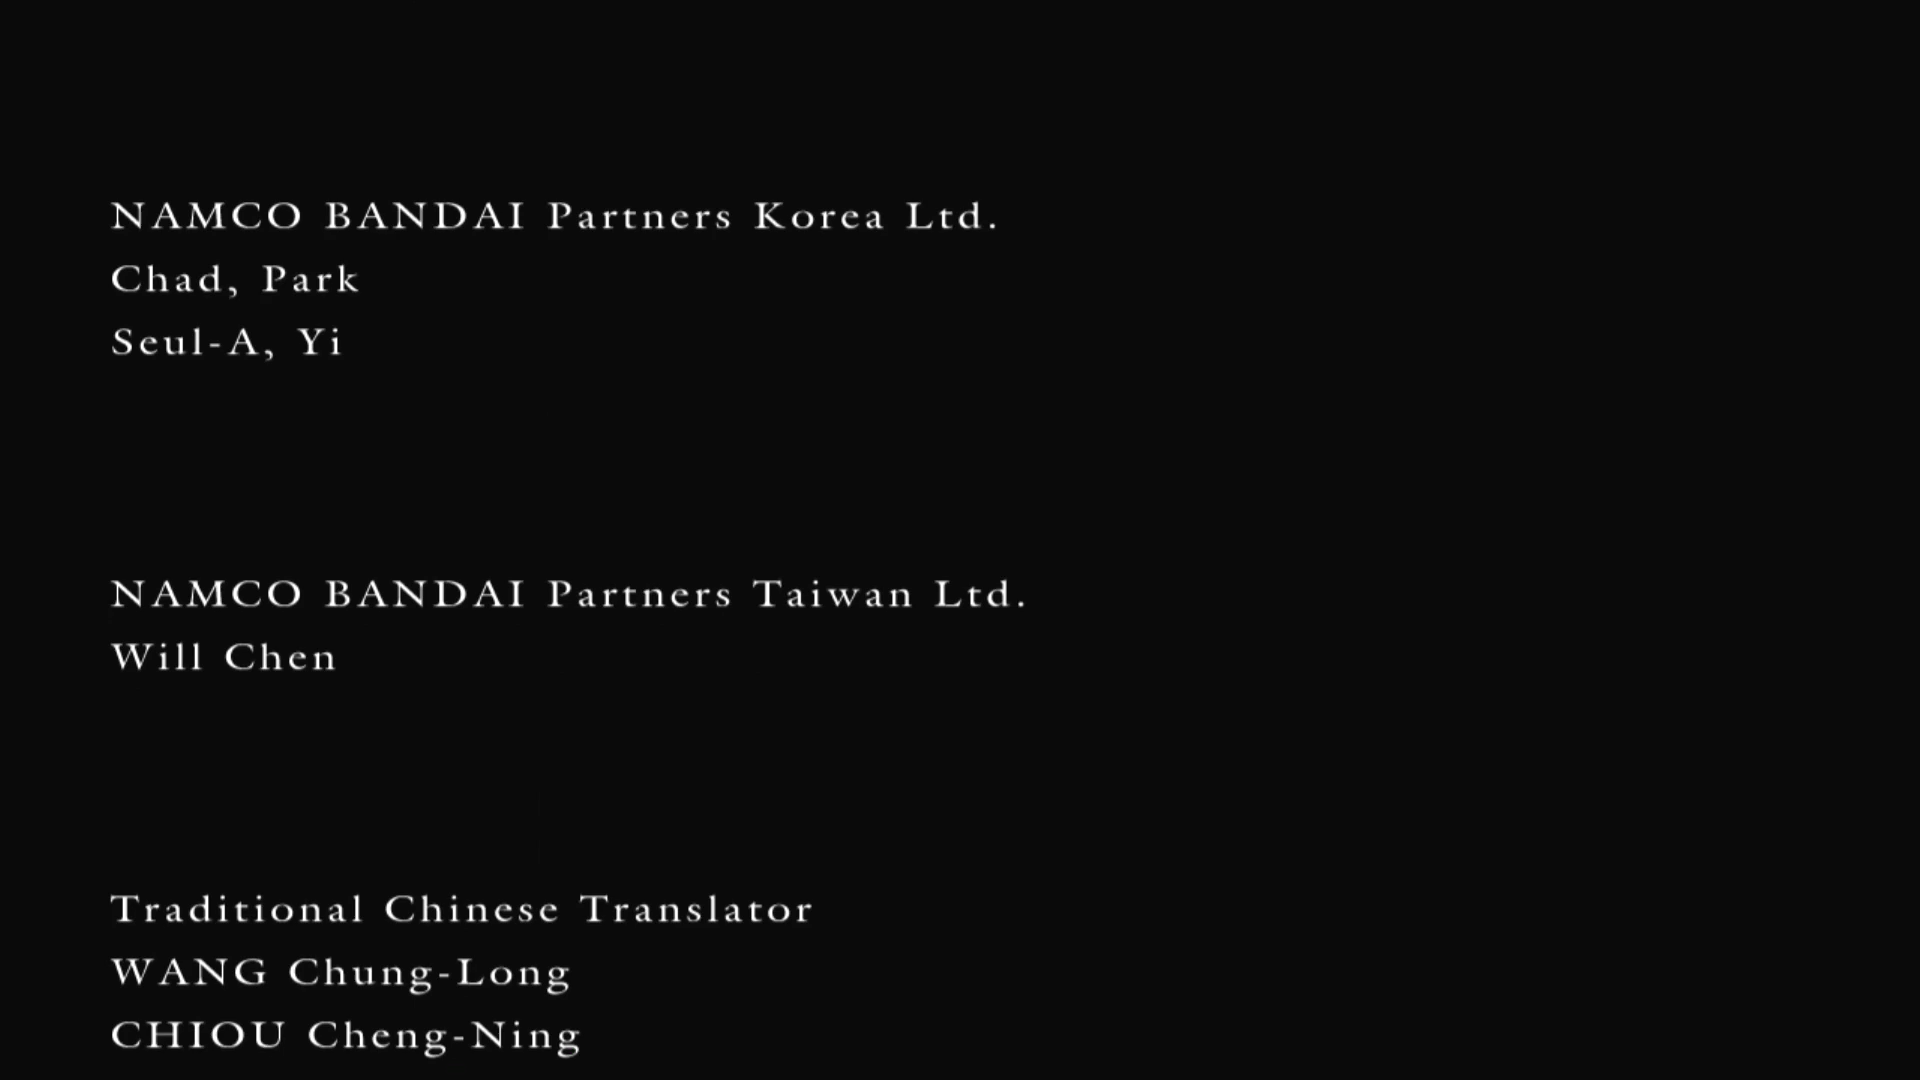 NAMCO BANDAI Partners Korea Ltd.
Chad, Park
Seul-A, Yi
NAMCO BANDAI Partners Taiwan Ltd.
Will Chen
Traditional Chinese Translator
WANG Chung-Long
CHIOU Cheng-Ning